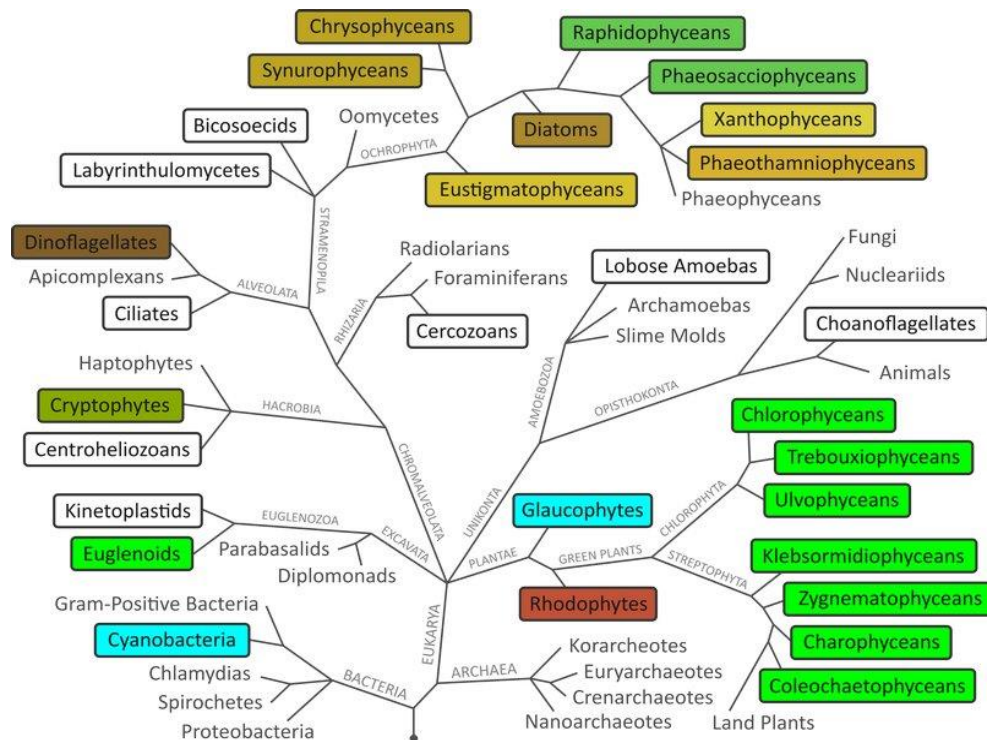 Chrysophyceans
Raphidophyceans
Synurophyceans
Phaeosacciophyceans
Oomycetes
Bicosoecids
Diatoms
Xanthophyceans
OCHROPHYTA
Labyrinthulomycetes
Phaeothamniophyceans
Eustigmatophyceans
Phaeophyceans
STRAMENOPILA
Dinoflagellates
Radiolarians
Fungi
Apicomplexans
Foraminiferans
Lobose Amoebas
Nucleariids
ALVEOLATA
Ciliates
RHIZARIA
Cercozoans
Archamoebas
Slime Molds
Choanoflagellates
Haptophytes
Animals
AMOEBOZOA
OPISTHOKONTA
Cryptophytes
HACROBIA
Chlorophyceans
Centroheliozoans
CHROMALVEOLATA
Trebouxiophyceans
UNIKONTA
CHLOROPHYTA
Ulvophyceans
Kinetoplastids
EUGLENOZOA
Glaucophytes
Euglenoids
EXCAVATA
Parabasalids
Diplomonads
PLANTAE
GREEN PLANTS
STREPTOPHYTA
Klebsormidiophyceans
Rhodophytes
Zygnematophyceans
Gram-Positive Bacteria
Cyanobacteria
EUKARYA
Korarcheotes
Charophyceans
Chlamydias
ARCHAEA
Euryarchaeotes
Spirochetes
BACTERIA
Crenarchaeotes
Coleochaetophyceans
Proteobacteria
Nanoarchaeotes
Land Plants